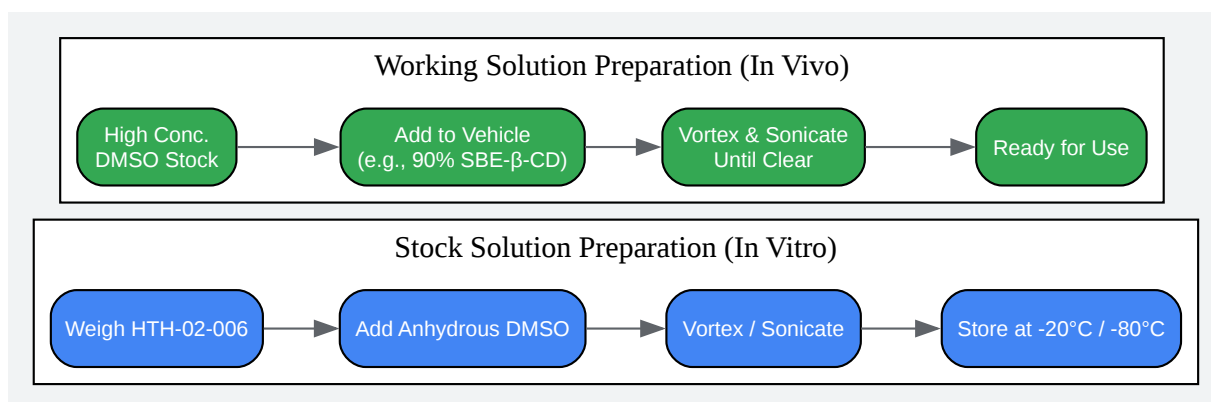 Working Solution Preparation (In Vivo)
High Conc.
DMSO Stock
Add to Vehicle
(e.g., 90% SBE-β-CD)
Vortex & Sonicate
Until Clear
Ready for Use
Stock Solution Preparation (In Vitro)
Weigh HTH-02-006
Add Anhydrous DMSO
Vortex / Sonicate
Store at -20°C / -80°C